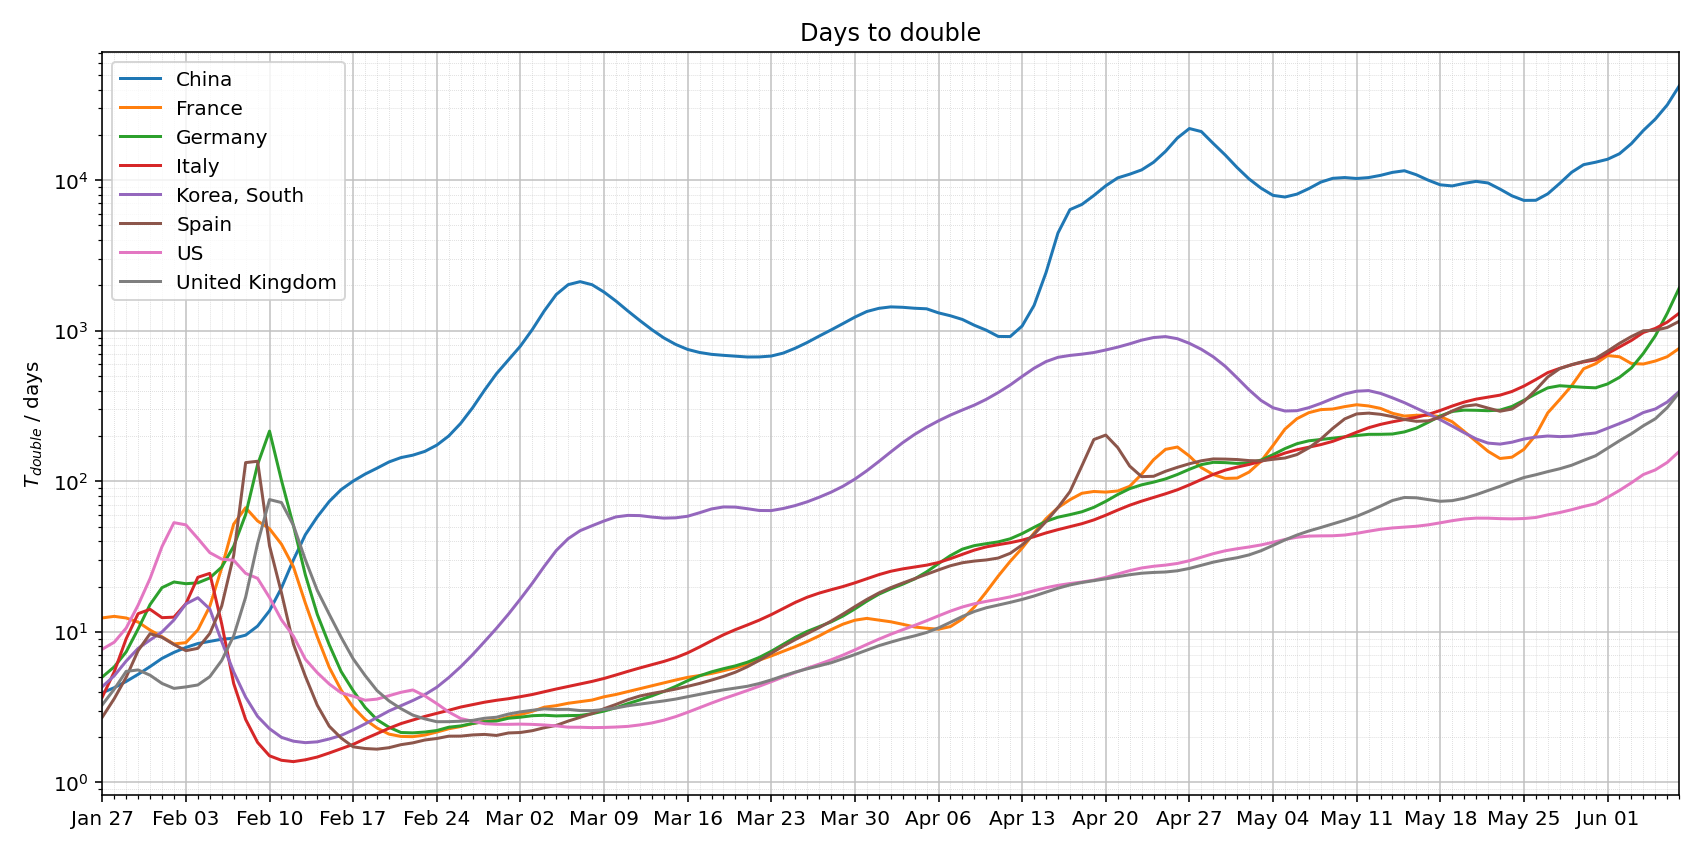 Days to double
China
France
Germany
Italy
Korea, South
Spain
US
United Kingdom
T_double / days
10⁴
10³
10²
10¹
10⁰
Jan 27 Feb 03 Feb 10 Feb 17 Feb 24 Mar 02 Mar 09 Mar 16 Mar 23 Mar 30 Apr 06 Apr 13 Apr 20 Apr 27 May 04 May 11 May 18 May 25 Jun 01